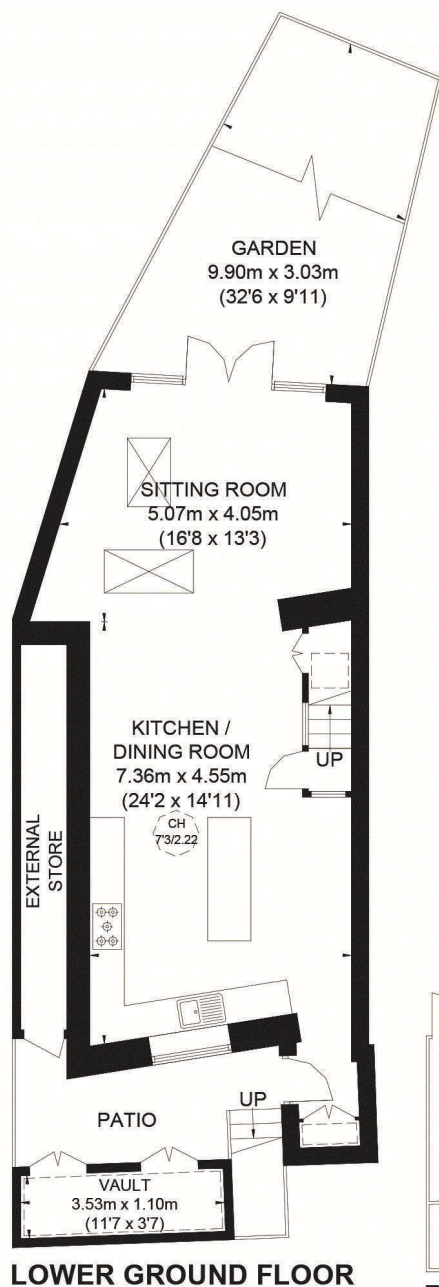 GARDEN
9.90m x 3.03m
(32'6 x 9'11)
SITTING ROOM
5.07m x 4.05m
(16'8 x 13'3)
KITCHEN /
DINING ROOM
7.36m x 4.55m
(24'2 x 14'11)
UP
CH
7'3/2.22
EXTERNAL
STORE
UP
PATIO
VAULT
3.53m x 1.10m
(11'7 x 3'7)
LOWER GROUND FLOOR